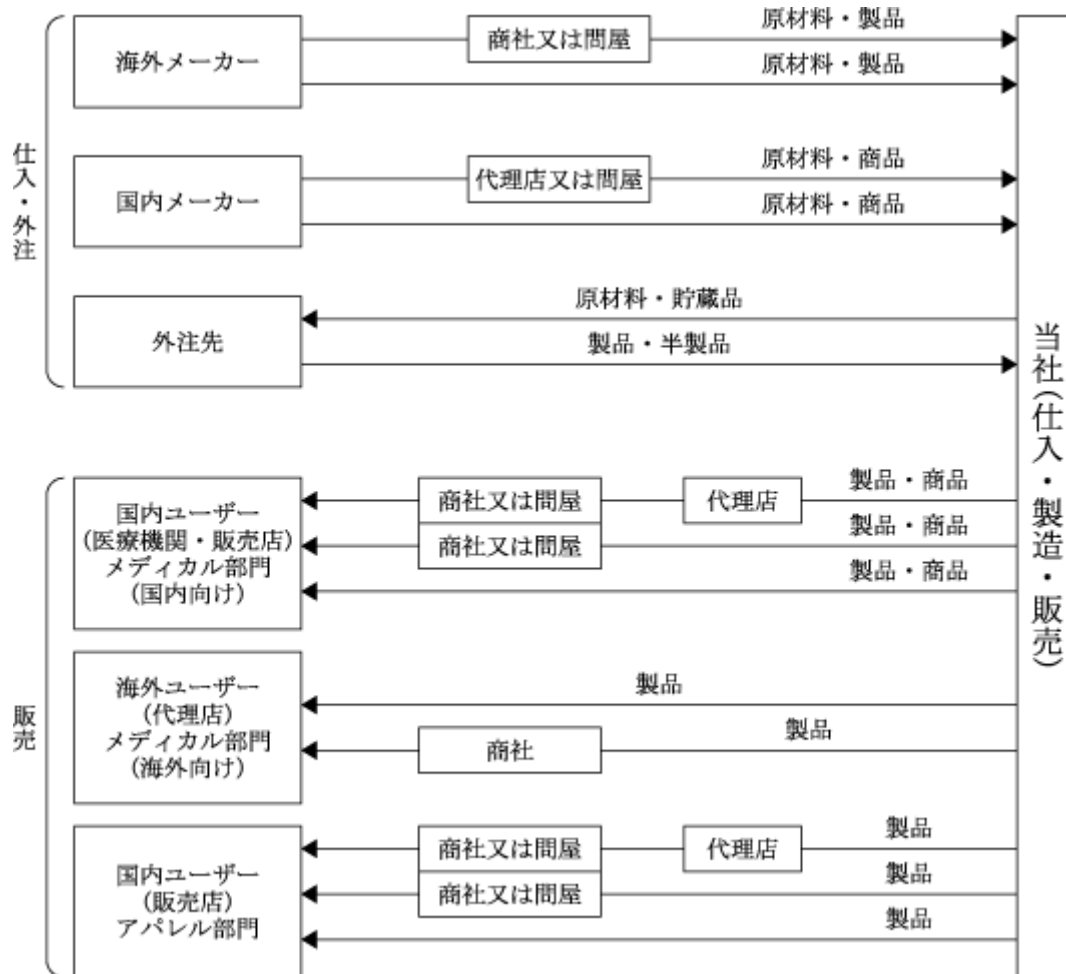 仕入・外注
海外メーカー
商社又は問屋
原材料・製品
原材料・製品
国内メーカー
代理店又は問屋
原材料・商品
原材料・商品
外注先
原材料・貯蔵品
製品・半製品
当社(仕入・製造・販売)
販売
国内ユーザー
(医療機関・販売店)
メディカル部門
(国内向け)
商社又は問屋
代理店
製品・商品
商社又は問屋
製品・商品
製品・商品
海外ユーザー
(代理店)
メディカル部門
(海外向け)
製品
商社
製品
国内ユーザー
(販売店)
アパレル部門
商社又は問屋
代理店
製品
商社又は問屋
製品
製品